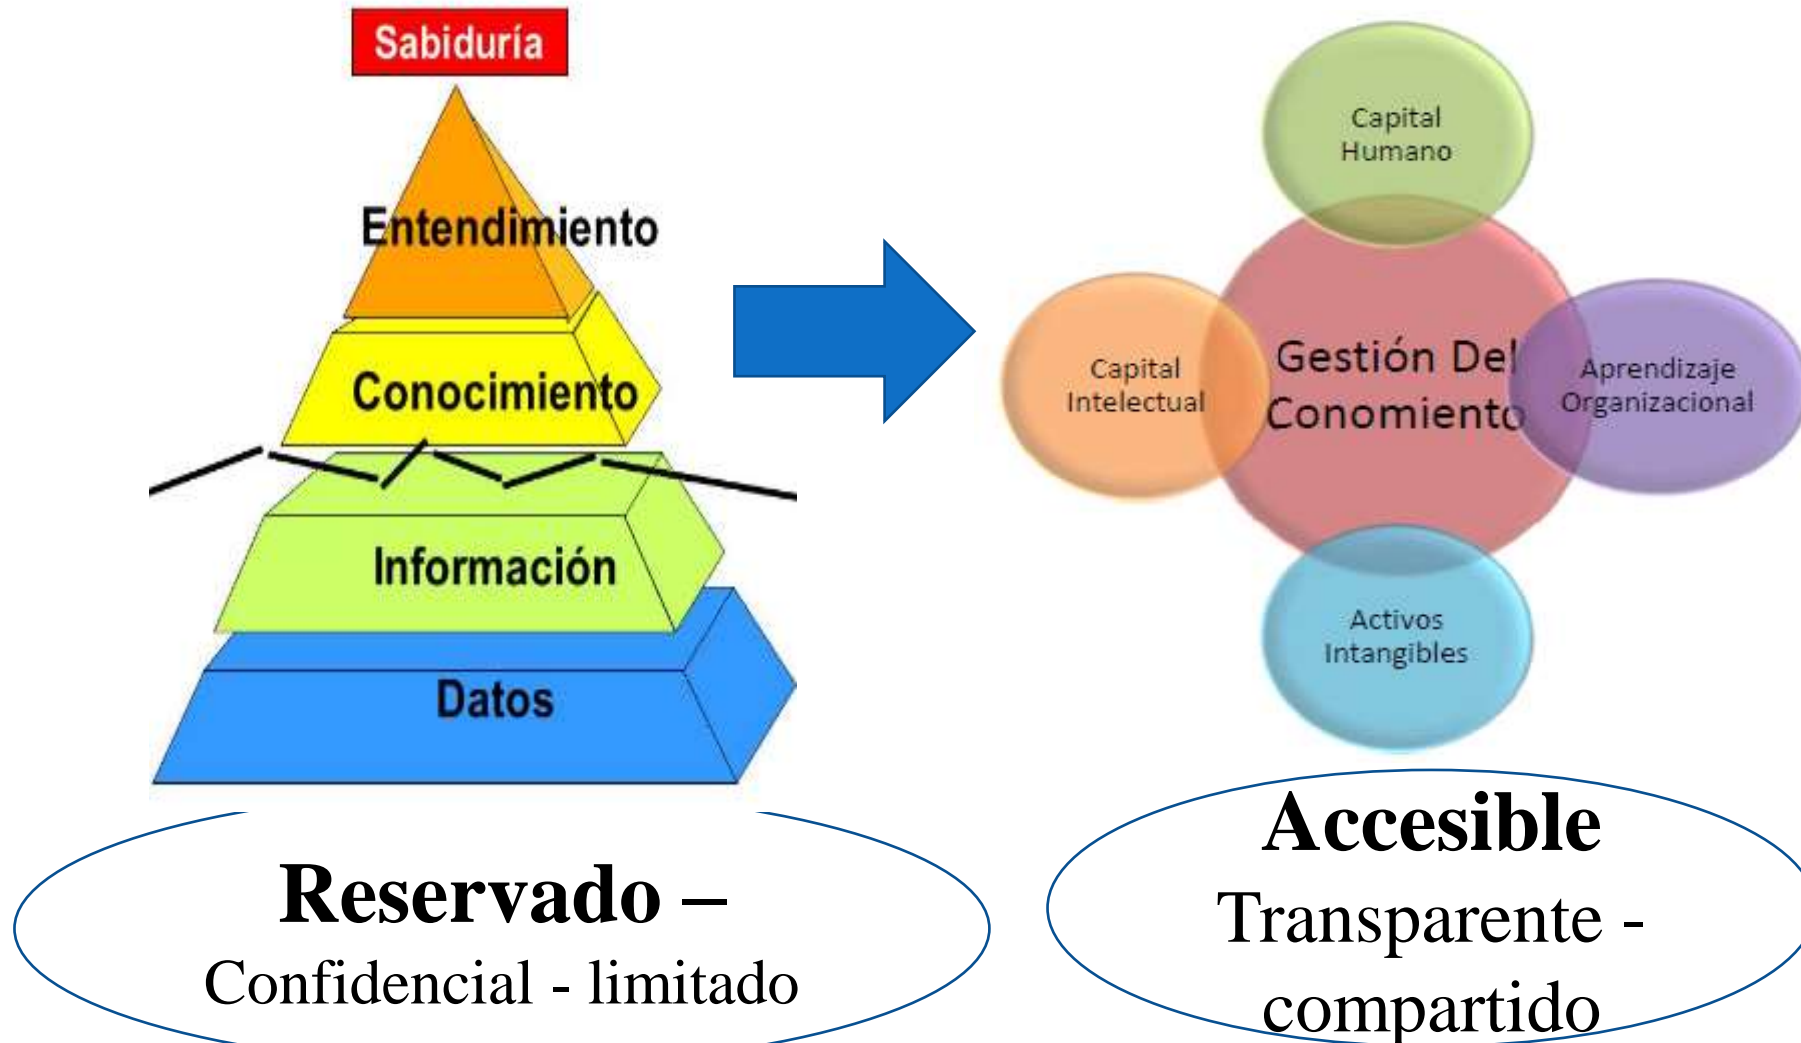 Sabiduría
Entendimiento
Conocimiento
Información
Datos
Reservado –
Confidencial - limitado
Capital
Humano
Capital
Intelectual
Gestión Del
Conomiento
Aprendizaje
Organizacional
Activos
Intangibles
Accesible
Transparente -
compartido